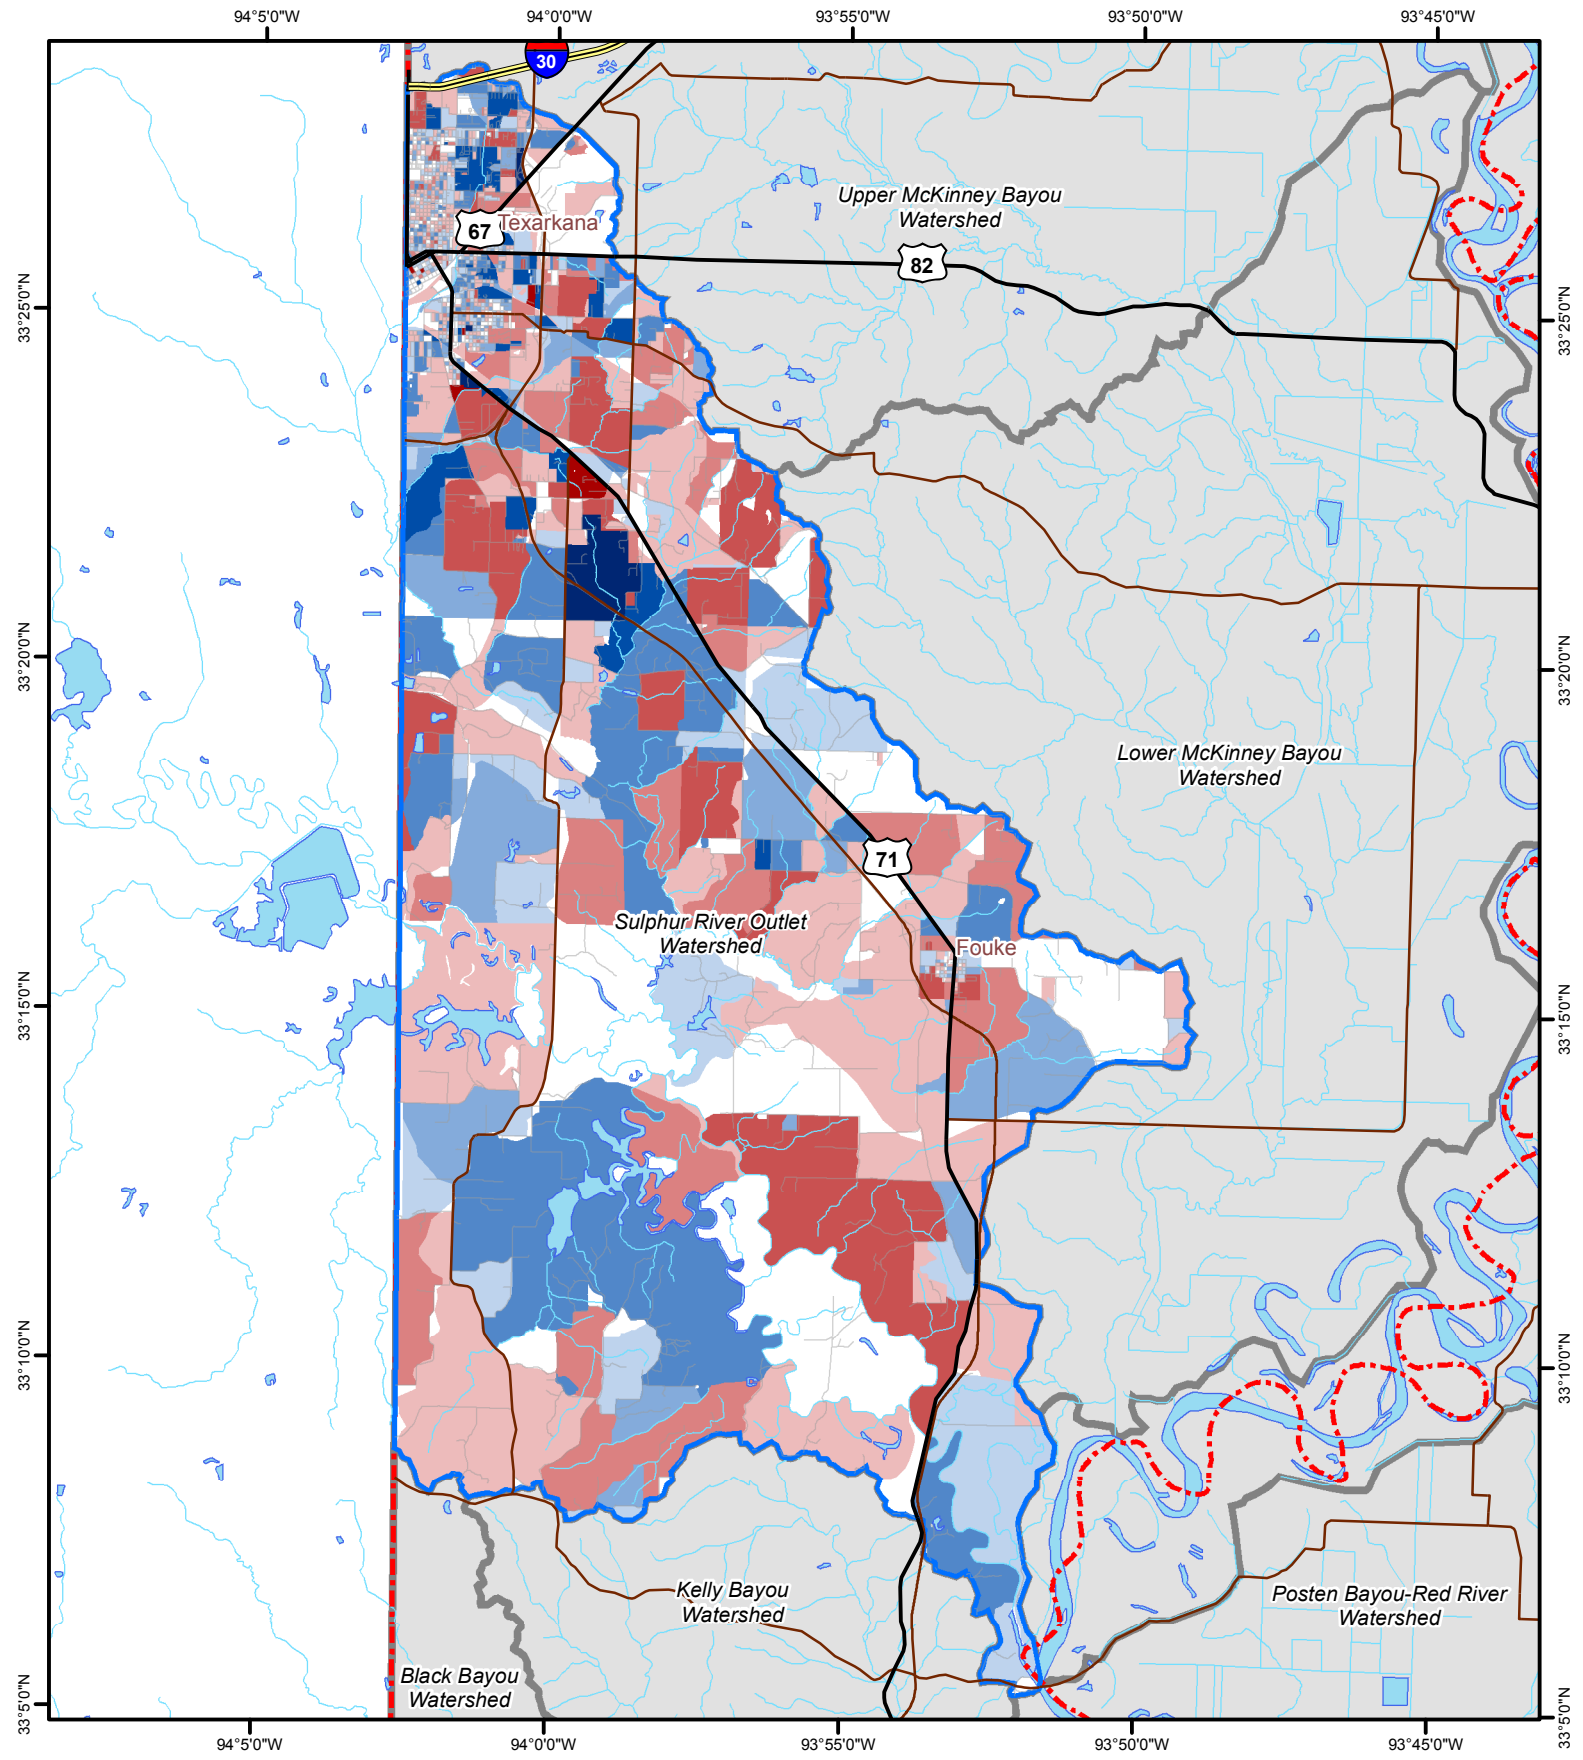 94°5'0"W
94°0'0"W
93°55'0"W
93°50'0"W
93°45'0"W
30
Upper McKinney Bayou
Watershed
67
Texarkana
82
33°25'0"N
33°25'0"N
33°20'0"N
33°20'0"N
Lower McKinney Bayou
Watershed
71
Sulphur River Outlet
Watershed
Fouke
33°15'0"N
33°15'0"N
33°10'0"N
33°10'0"N
Kelly Bayou
Watershed
Posten Bayou-Red River
Watershed
Black Bayou
Watershed
33°5'0"N
33°5'0"N
94°5'0"W
94°0'0"W
93°55'0"W
93°50'0"W
93°45'0"W